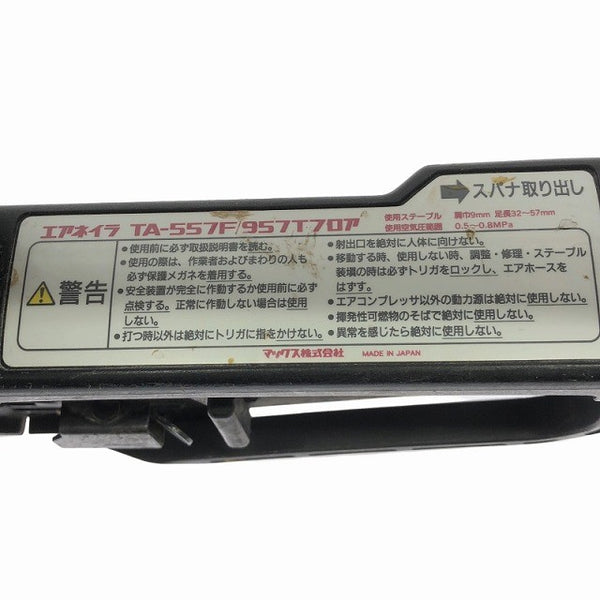 スパナ取り出し
エアネイラ TA-557F/957Tフロア
使用ステープル 肩巾9mm 足長32～57mm
使用空気圧範囲 0.5～0.8MPa
警告
・使用前に必ず取扱説明書を読む。
・使用の際は、作業者およびまわりの人も
必ず保護メガネを着用する。
・安全装置が完全に作動するか使用前に必ず
点検する。正常に作動しない場合は使用
しない。
・打つ時以外は絶対にトリガに指をかけない。
・射出口を絶対に人体に向けない。
・移動する時、使用しない時、調整・修理・ステープル
装填の時は必ずトリガをロックし、エアホースを
はずす。
・エアコンプレッサ以外の動力源は絶対に使用しない。
・揮発性可燃物のそばで絶対に使用しない。
・異常を感じたら絶対に使用しない。
マックス株式会社 MADE IN JAPAN